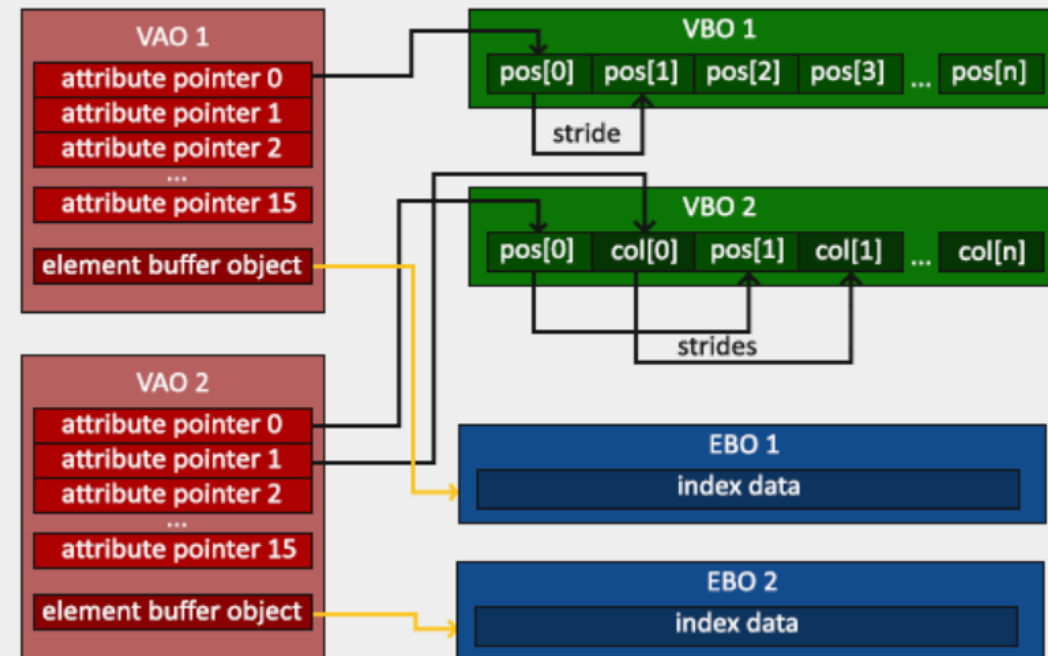 VAO 1
attribute pointer 0
attribute pointer 1
attribute pointer 2
...
attribute pointer 15
element buffer object
VBO 1
pos[0] pos[1] pos[2] pos[3] ... pos[n]
stride
VBO 2
pos[0] col[0] pos[1] col[1] ... col[n]
strides
VAO 2
attribute pointer 0
attribute pointer 1
attribute pointer 2
...
attribute pointer 15
element buffer object
EBO 1
index data
EBO 2
index data